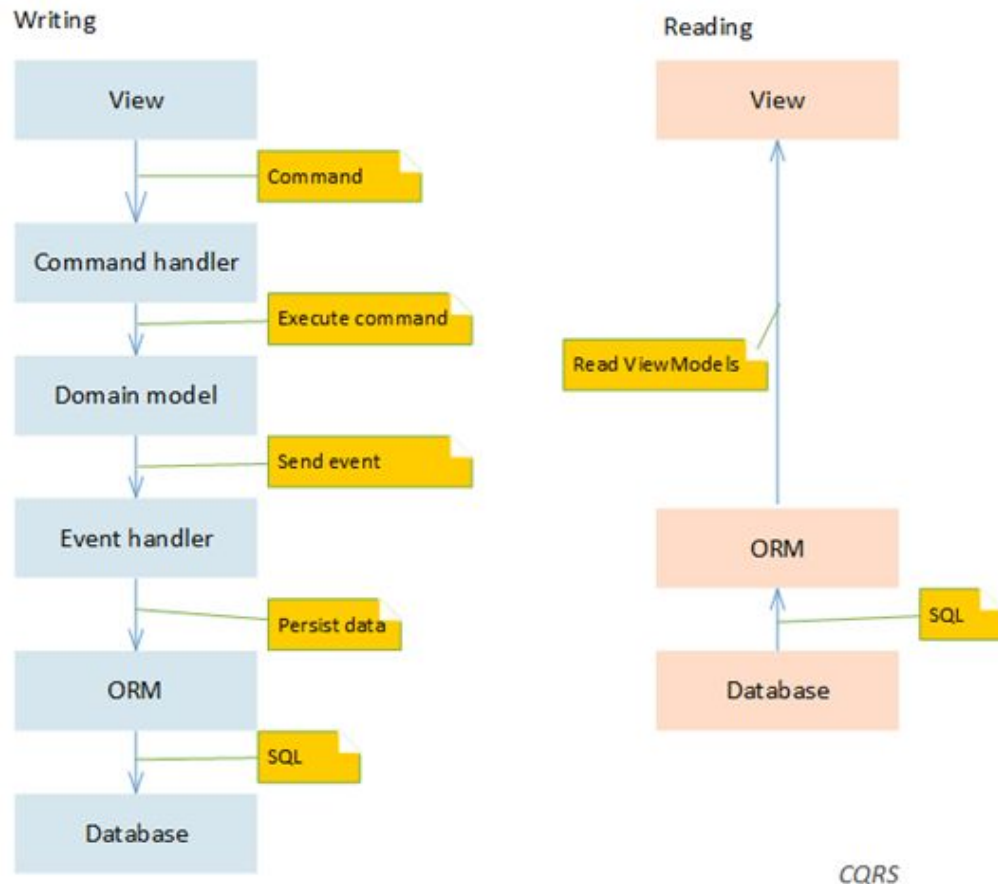 Writing
View
Command
Command handler
Execute command
Domain model
Send event
Event handler
Persist data
ORM
SQL
Database
Reading
View
Read ViewModels
ORM
SQL
Database
CQRS